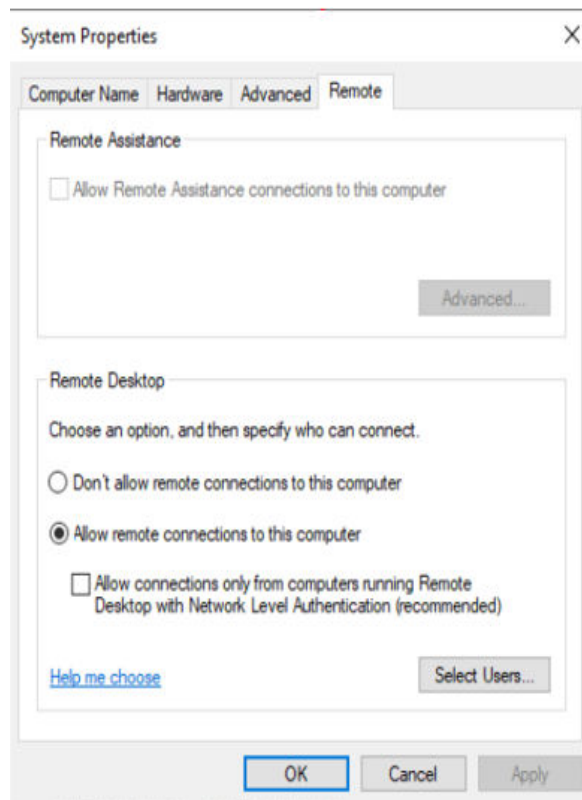 System Properties
Computer Name Hardware Advanced Remote
Remote Assistance
Allow Remote Assistance connections to this computer
Advanced...
Remote Desktop
Choose an option, and then specify who can connect.
Don't allow remote connections to this computer
Allow remote connections to this computer
Allow connections only from computers running Remote
Desktop with Network Level Authentication (recommended)
Help me choose Select Users...
OK Cancel Apply